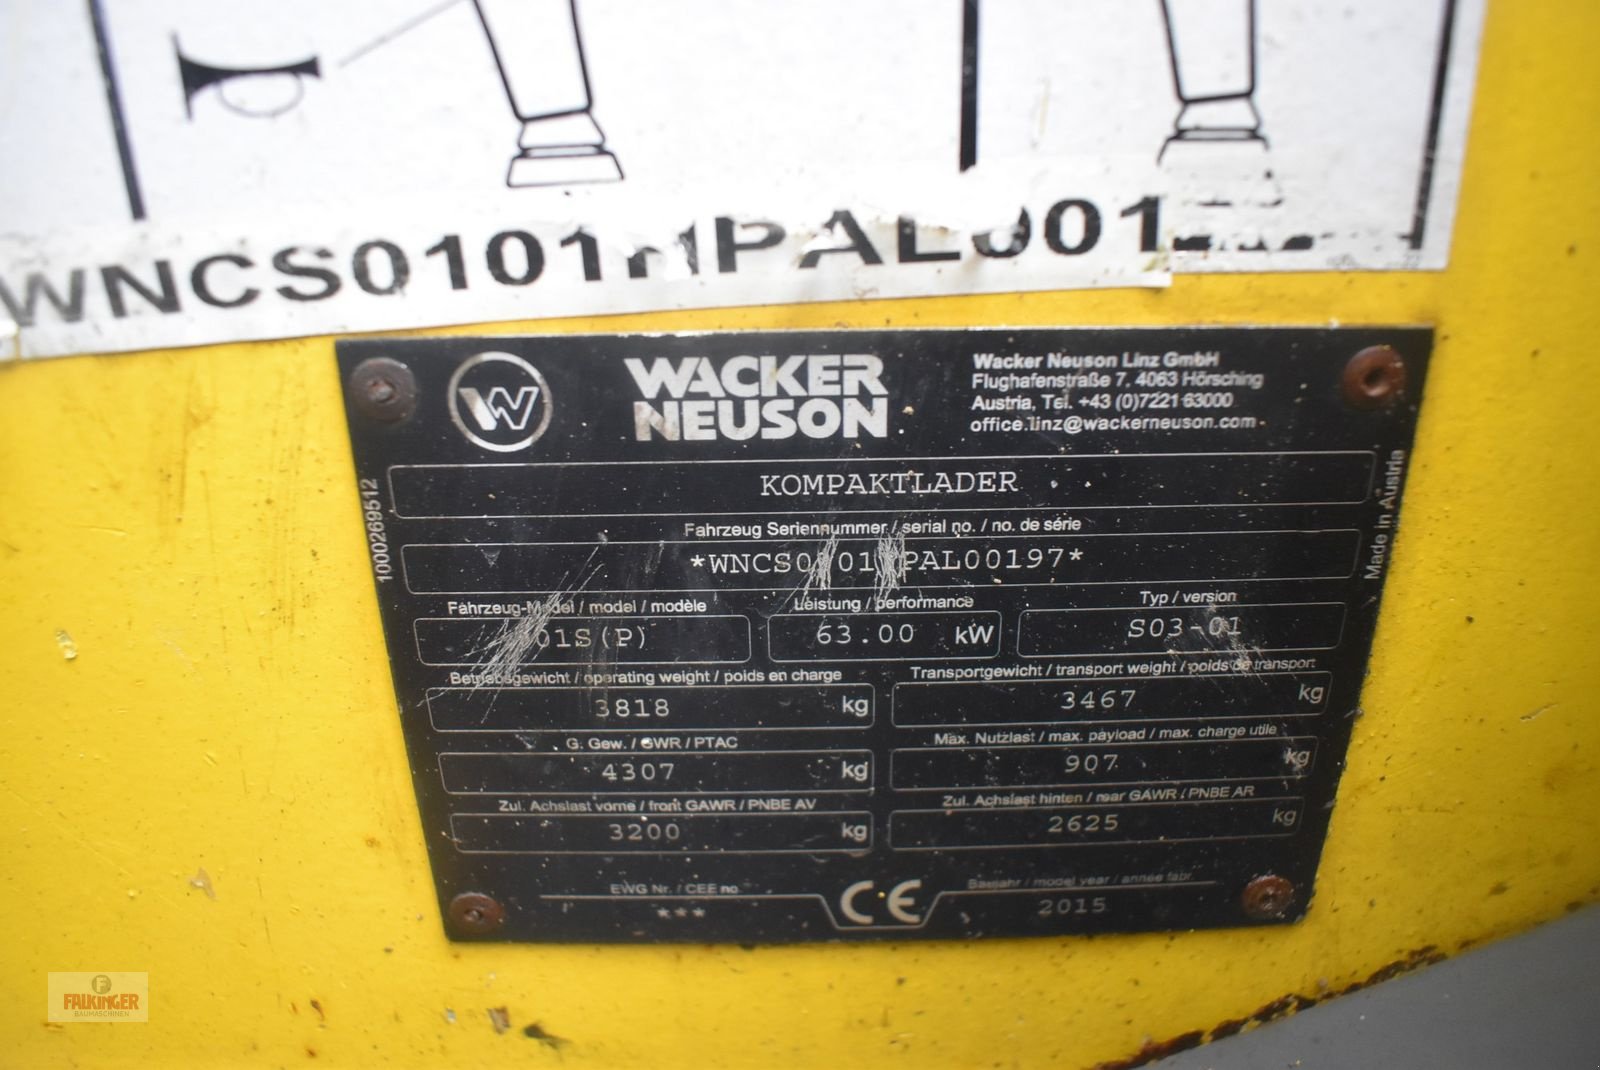 WACKER
NEUSON
Wacker Neuson Linz GmbH
Flughafenstraße 7, 4063 Hörsching
Austria, Tel. +43 (0)7221 63000
office.linz@wackerneuson.com
KOMPAKTLADER
Fahrzeug Seriennummer / serial no. / no. de série
Fahrzeug-Model / model / modèle
Leistung / performance
Typ / version
63.00 kW
S03-01
Betriebsgewicht / operating weight / poids en charge
Transportgewicht / transport weight / poids de transport
3818 kg
3467 kg
G. Gew. / GWR / PTAC
Max. Nutzlast / max. payload / max. charge utile
4307 kg
907 kg
Zul. Achslast vorne / front GAWR / PNBE AV
Zul. Achslast hinten / rear GAWR / PNBE AR
3200 kg
2625 kg
EWG Nr. / CEE no
***
CE
Baujahr / model year / année fabr.
2015
1000269512
Made in Austria
F
FALKINGER
BAUMASCHINEN